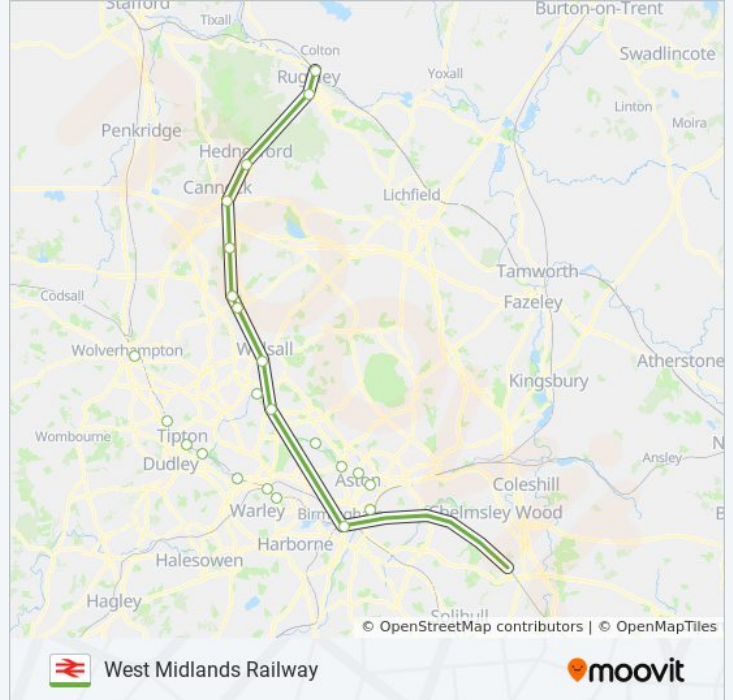 Stafford
Tixall
Burton-on-Trent
Colton
Swadlincote
Rugeley
Yoxall
Linton
Moira
Penkridge
Hednesford
Cannock
Lichfield
Tamworth
Codsall
Fazeley
Wolverhampton
Walsall
Atherstone
Kingsbury
Wombourne
Tipton
N
Dudley
Ansley
Aston
Coleshill
Warley
Birmingham
Chelmsley Wood
B
Harborne
Halesowen
Hagley
Solihull
© OpenStreetMap contributors | © OpenMapTiles
West Midlands Railway
moovit